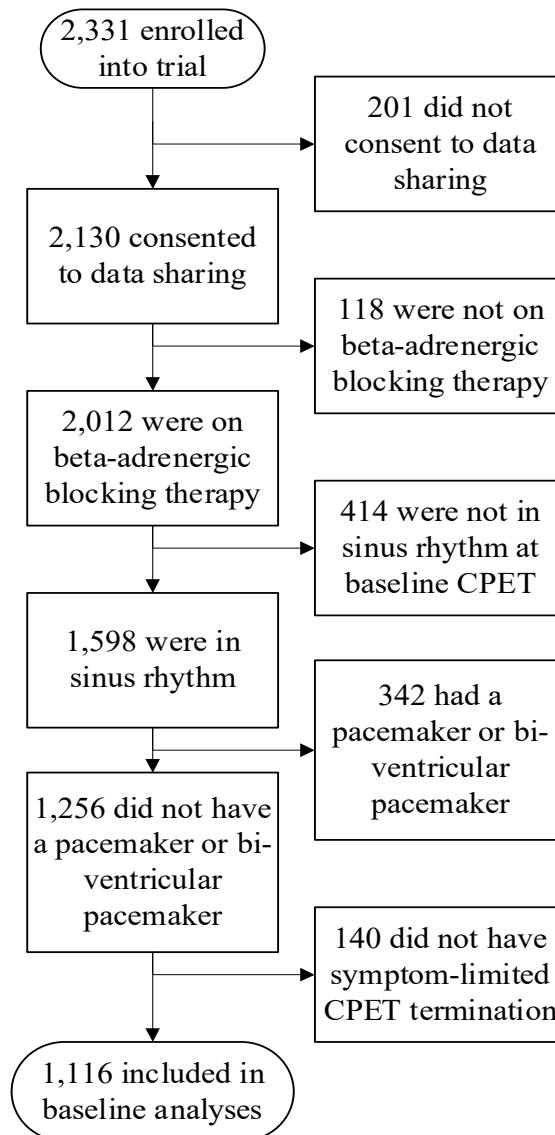 2,331 enrolled
into trial
201 did not
consent to data
sharing
2,130 consented
to data sharing
118 were not on
beta-adrenergic
blocking therapy
2,012 were on
beta-adrenergic
blocking therapy
414 were not in
sinus rhythm at
baseline CPET
1,598 were in
sinus rhythm
342 had a
pacemaker or bi-
ventricular
pacemaker
1,256 did not have
a pacemaker or bi-
ventricular
pacemaker
140 did not have
symptom-limited
CPET termination
1,116 included in
baseline analyses